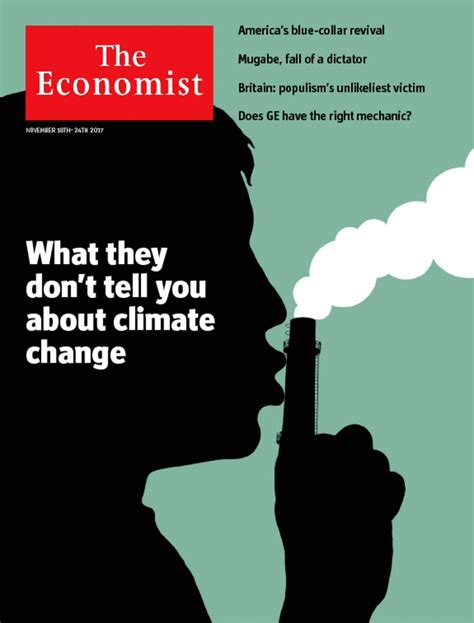 America's blue-collar revival
Mugabe, fall of a dictator
Britain: populism's unlikeliest victim
Does GE have the right mechanic?
The
Economist
NOVEMBER 18TH–24TH 2017
What they
don't tell you
about climate
change